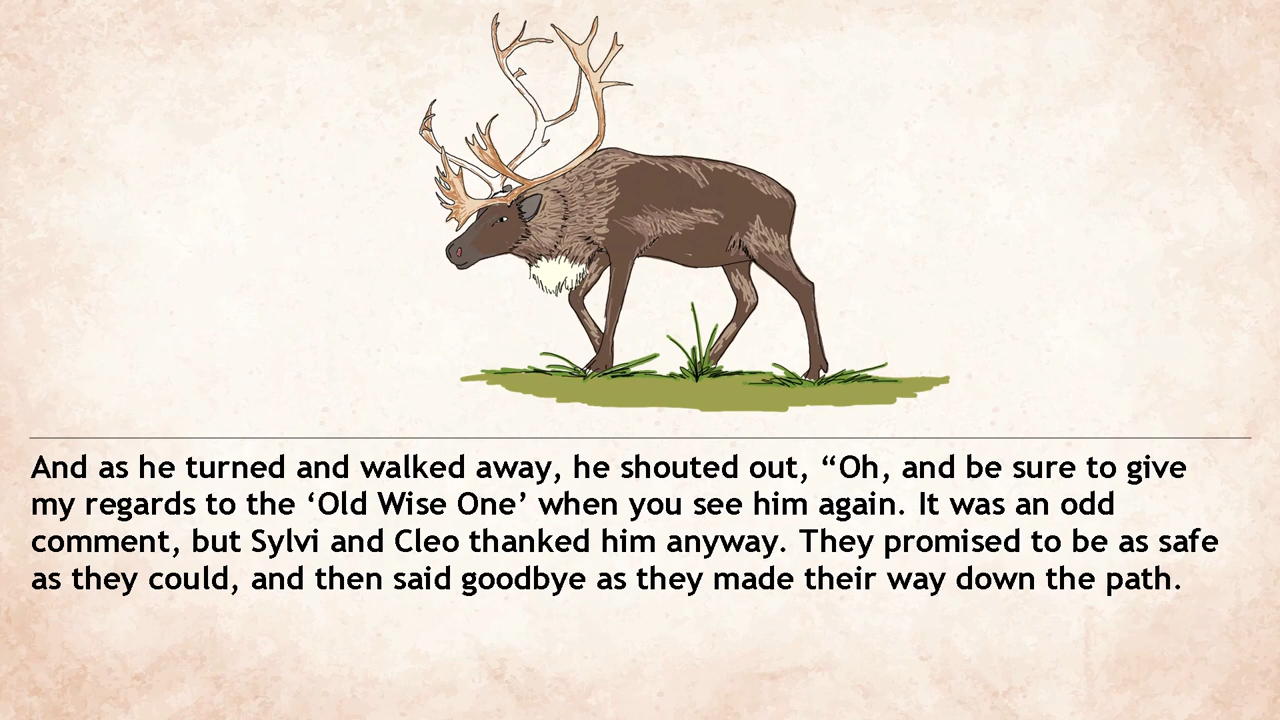 And as he turned and walked away, he shouted out, “Oh, and be sure to give
my regards to the ‘Old Wise One’ when you see him again. It was an odd
comment, but Sylvi and Cleo thanked him anyway. They promised to be as safe
as they could, and then said goodbye as they made their way down the path.